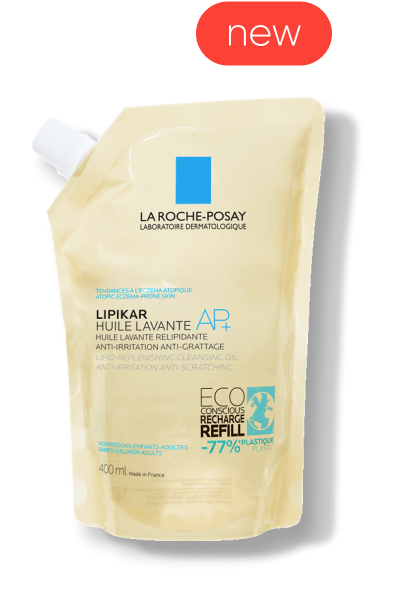 new
LA ROCHE-POSAY
LABORATOIRE DERMATOLOGIQUE
TENDANCES À L'ECZEMA ATOPIQUE
ATOPIC ECZEMA-PRONE SKIN
LIPIKAR
HUILE LAVANTE AP+
HUILE LAVANTE RELIPIDANTE
ANTI-IRRITATION ANTI-GRATTAGE
LIPID-REPLENISHING CLEANSING OIL
ANTI-IRRITATION ANTI-SCRATCHING
ECO
CONSCIOUS
RECHARGE
REFILL
-77%* PLASTIQUE
PLASTIC
NOURRISSONS-ENFANTS-ADULTES
BABIES-CHILDREN-ADULTS
400 ml Made in France